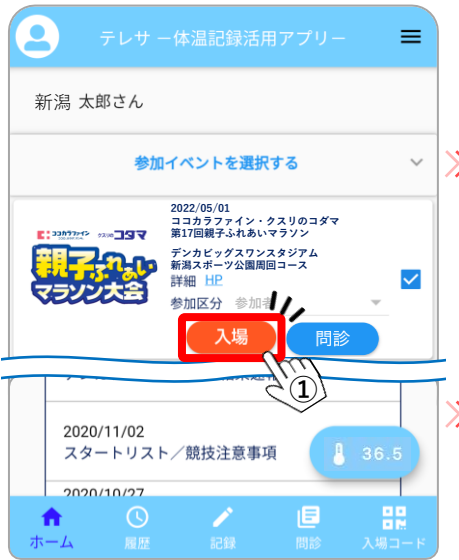 テレサ ー体温記録活用アプリー
新潟 太郎さん
参加イベントを選択する
2022/05/01
ココカラファイン・クスリのコダマ
第17回親子ふれあいマラソン
ココカラファイン クスリのコダマ
親子ふれあい
マラソン大会
デンカビッグスワンスタジアム
新潟スポーツ公園周回コース
詳細 HP
参加区分 参加者
入場 問診
①
2020/11/02
スタートリスト／競技注意事項
36.5
2020/10/27
ホーム 履歴 記録 問診 入場コード